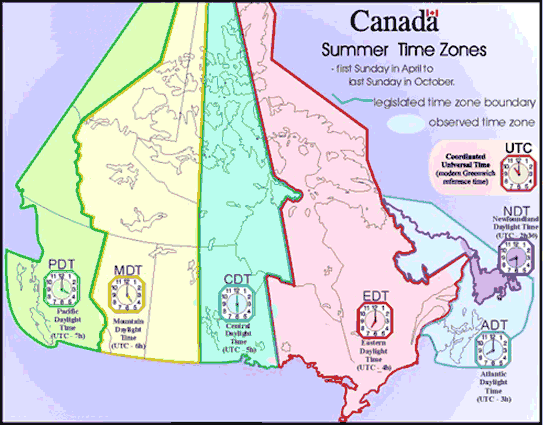 Canada
Summer Time Zones
- first Sunday in April to
last Sunday in October.
legislated time zone boundary
observed time zone
UTC
Coordinated
Universal Time
(modern Greenwich
reference time)
NDT
Newfoundland
Daylight Time
(UTC - 2h30)
PDT
Pacific
Daylight
Time
(UTC - 7h)
MDT
Mountain
Daylight
Time
(UTC - 6h)
CDT
Central
Daylight
Time
(UTC - 5h)
EDT
Eastern
Daylight
Time
(UTC - 4h)
ADT
Atlantic
Daylight
Time
(UTC - 3h)